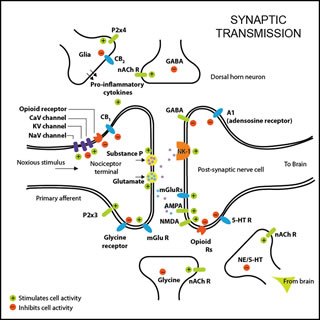 SYNAPTIC
TRANSMISSION
P2x4
Glia
CB₂
GABA
nACh R
Dorsal horn neuron
Pro-inflammatory
cytokines
Opioid receptor
CaV channel
KV channel
NaV channel
CB₁
GABA
A1
(adenosine receptor)
Substance P
NK-1
Noxious stimulus
Nociceptor
terminal
Post-synaptic nerve cell
To Brain
Glutamate
mGluRs
Primary afferent
AMPA
P2x3
NMDA
5-HT R
Glycine
receptor
mGlu R
Opioid
Rs
nACh R
NE/5-HT
Glycine
nACh R
From brain
Stimulates cell activity
Inhibits cell activity